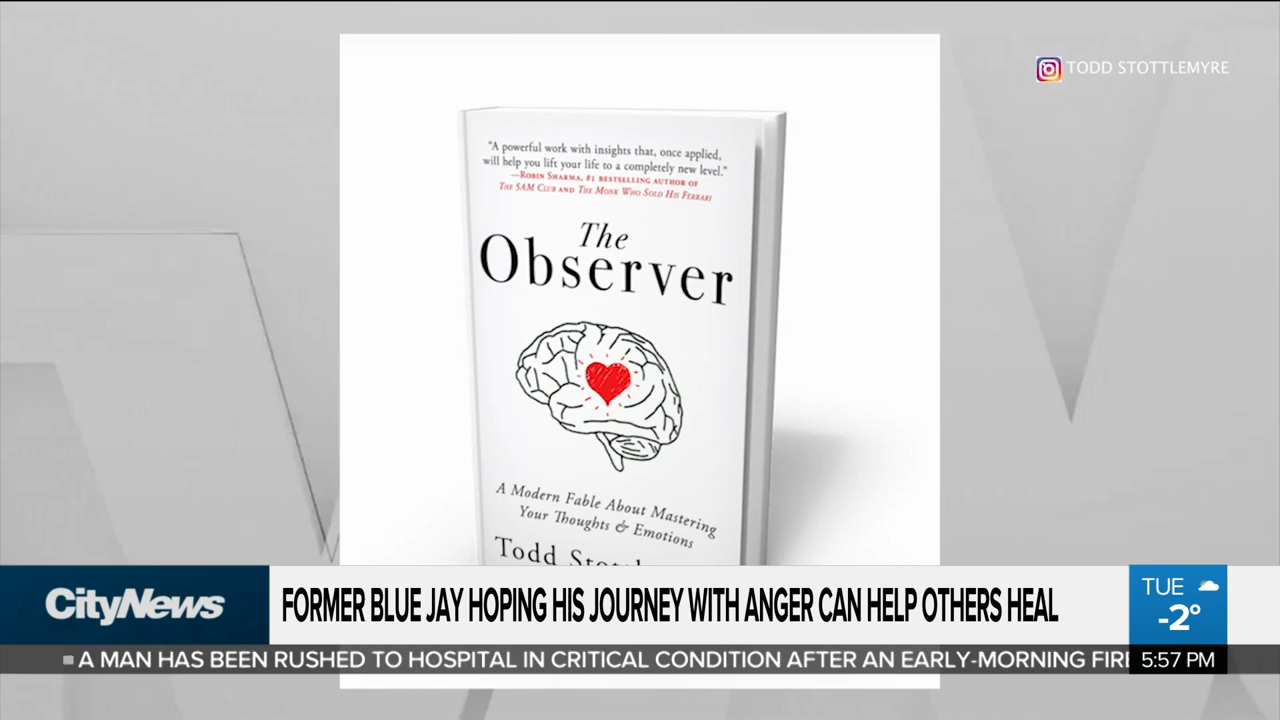 TODD STOTTLEMYRE
"A powerful work with insights that, once applied,
will help you lift your life to a completely new level."
—ROBIN SHARMA, #1 BESTSELLING AUTHOR OF
THE 5AM CLUB AND THE MONK WHO SOLD HIS FERRARI
The
Observer
A Modern Fable About Mastering
Your Thoughts & Emotions
Todd
CityNews
FORMER BLUE JAY HOPING HIS JOURNEY WITH ANGER CAN HELP OTHERS HEAL
TUE
-2°
A MAN HAS BEEN RUSHED TO HOSPITAL IN CRITICAL CONDITION AFTER AN EARLY-MORNING FIRE
5:57 PM